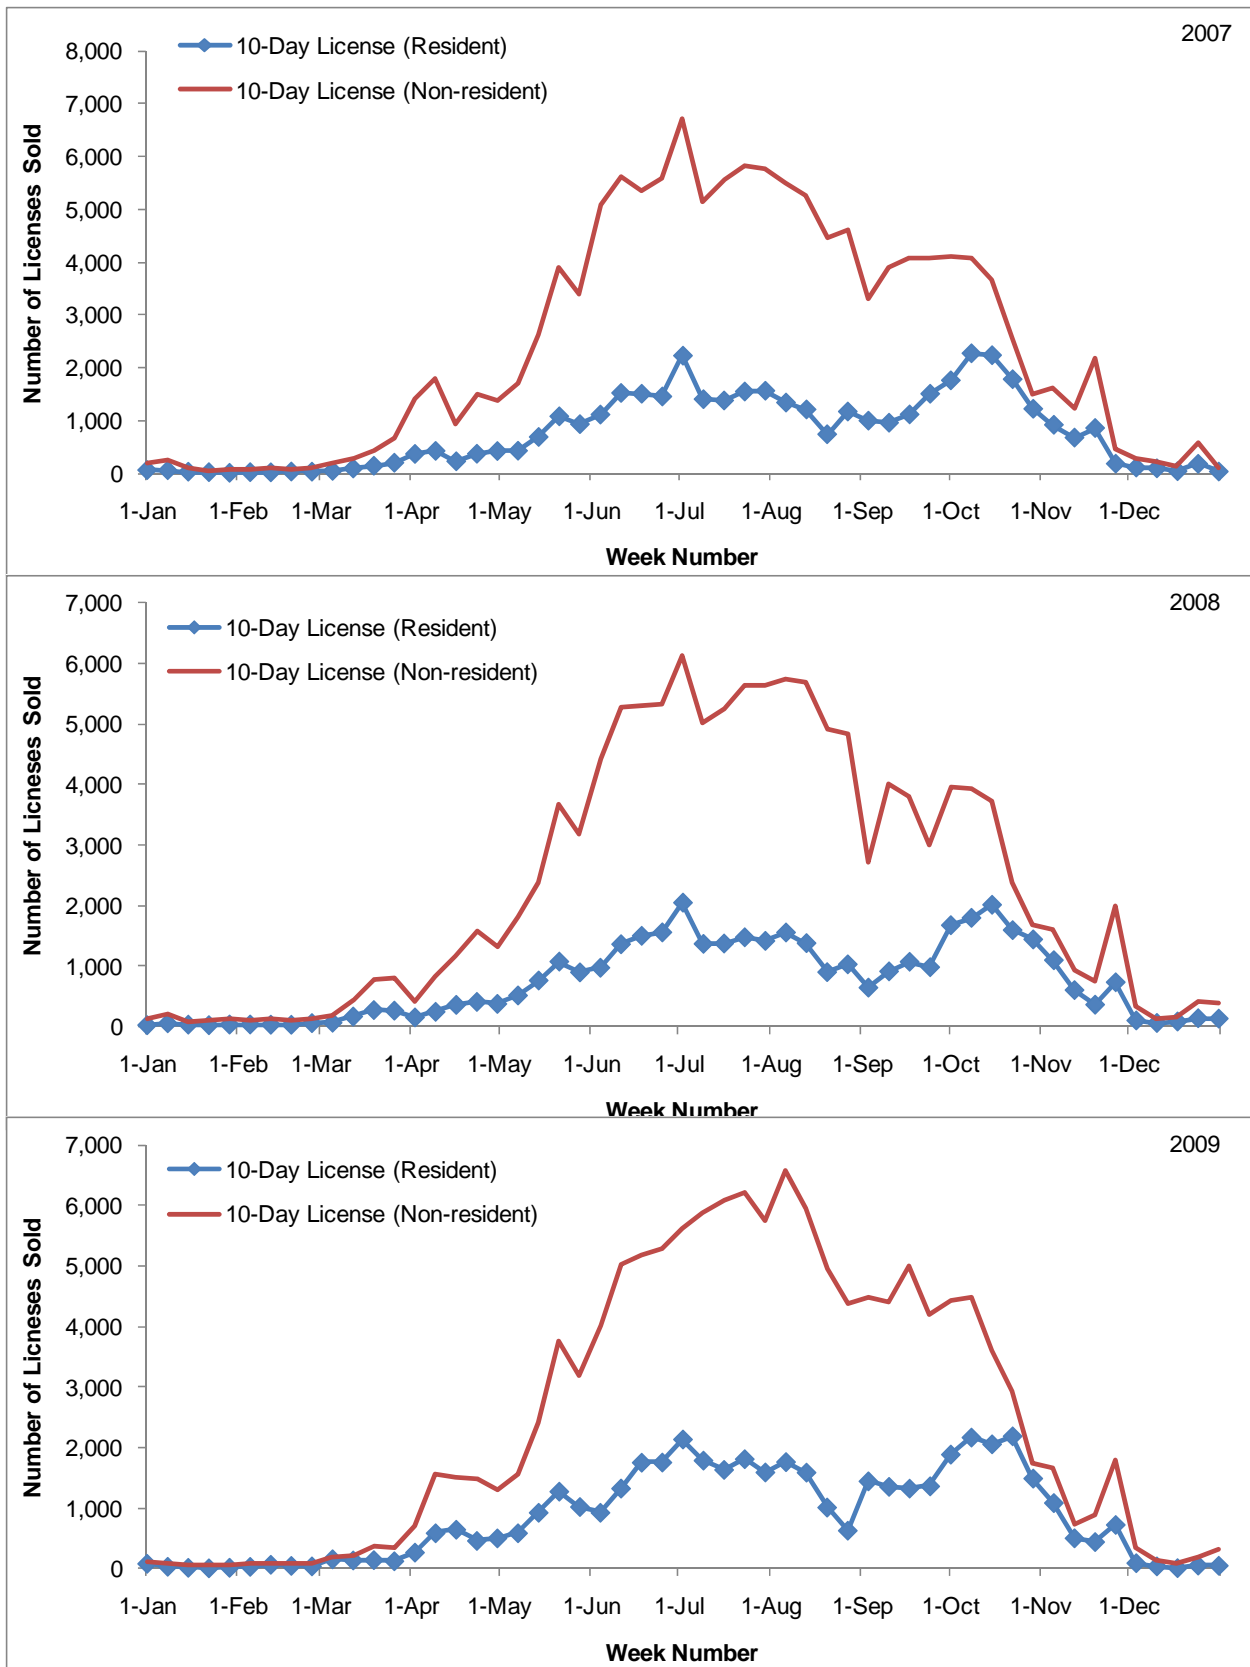 2007
8,000
10-Day License (Resident)
10-Day License (Non-resident)
7,000
6,000
5,000
4,000
3,000
2,000
1,000
0
Number of Licenses Sold
1-Jan 1-Feb 1-Mar 1-Apr 1-May 1-Jun 1-Jul 1-Aug 1-Sep 1-Oct 1-Nov 1-Dec
Week Number
2008
7,000
10-Day License (Resident)
10-Day License (Non-resident)
6,000
5,000
4,000
3,000
2,000
1,000
0
Number of Licneses Sold
1-Jan 1-Feb 1-Mar 1-Apr 1-May 1-Jun 1-Jul 1-Aug 1-Sep 1-Oct 1-Nov 1-Dec
Week Number
2009
7,000
10-Day License (Resident)
10-Day License (Non-resident)
6,000
5,000
4,000
3,000
2,000
1,000
0
Number of Licneses Sold
1-Jan 1-Feb 1-Mar 1-Apr 1-May 1-Jun 1-Jul 1-Aug 1-Sep 1-Oct 1-Nov 1-Dec
Week Number